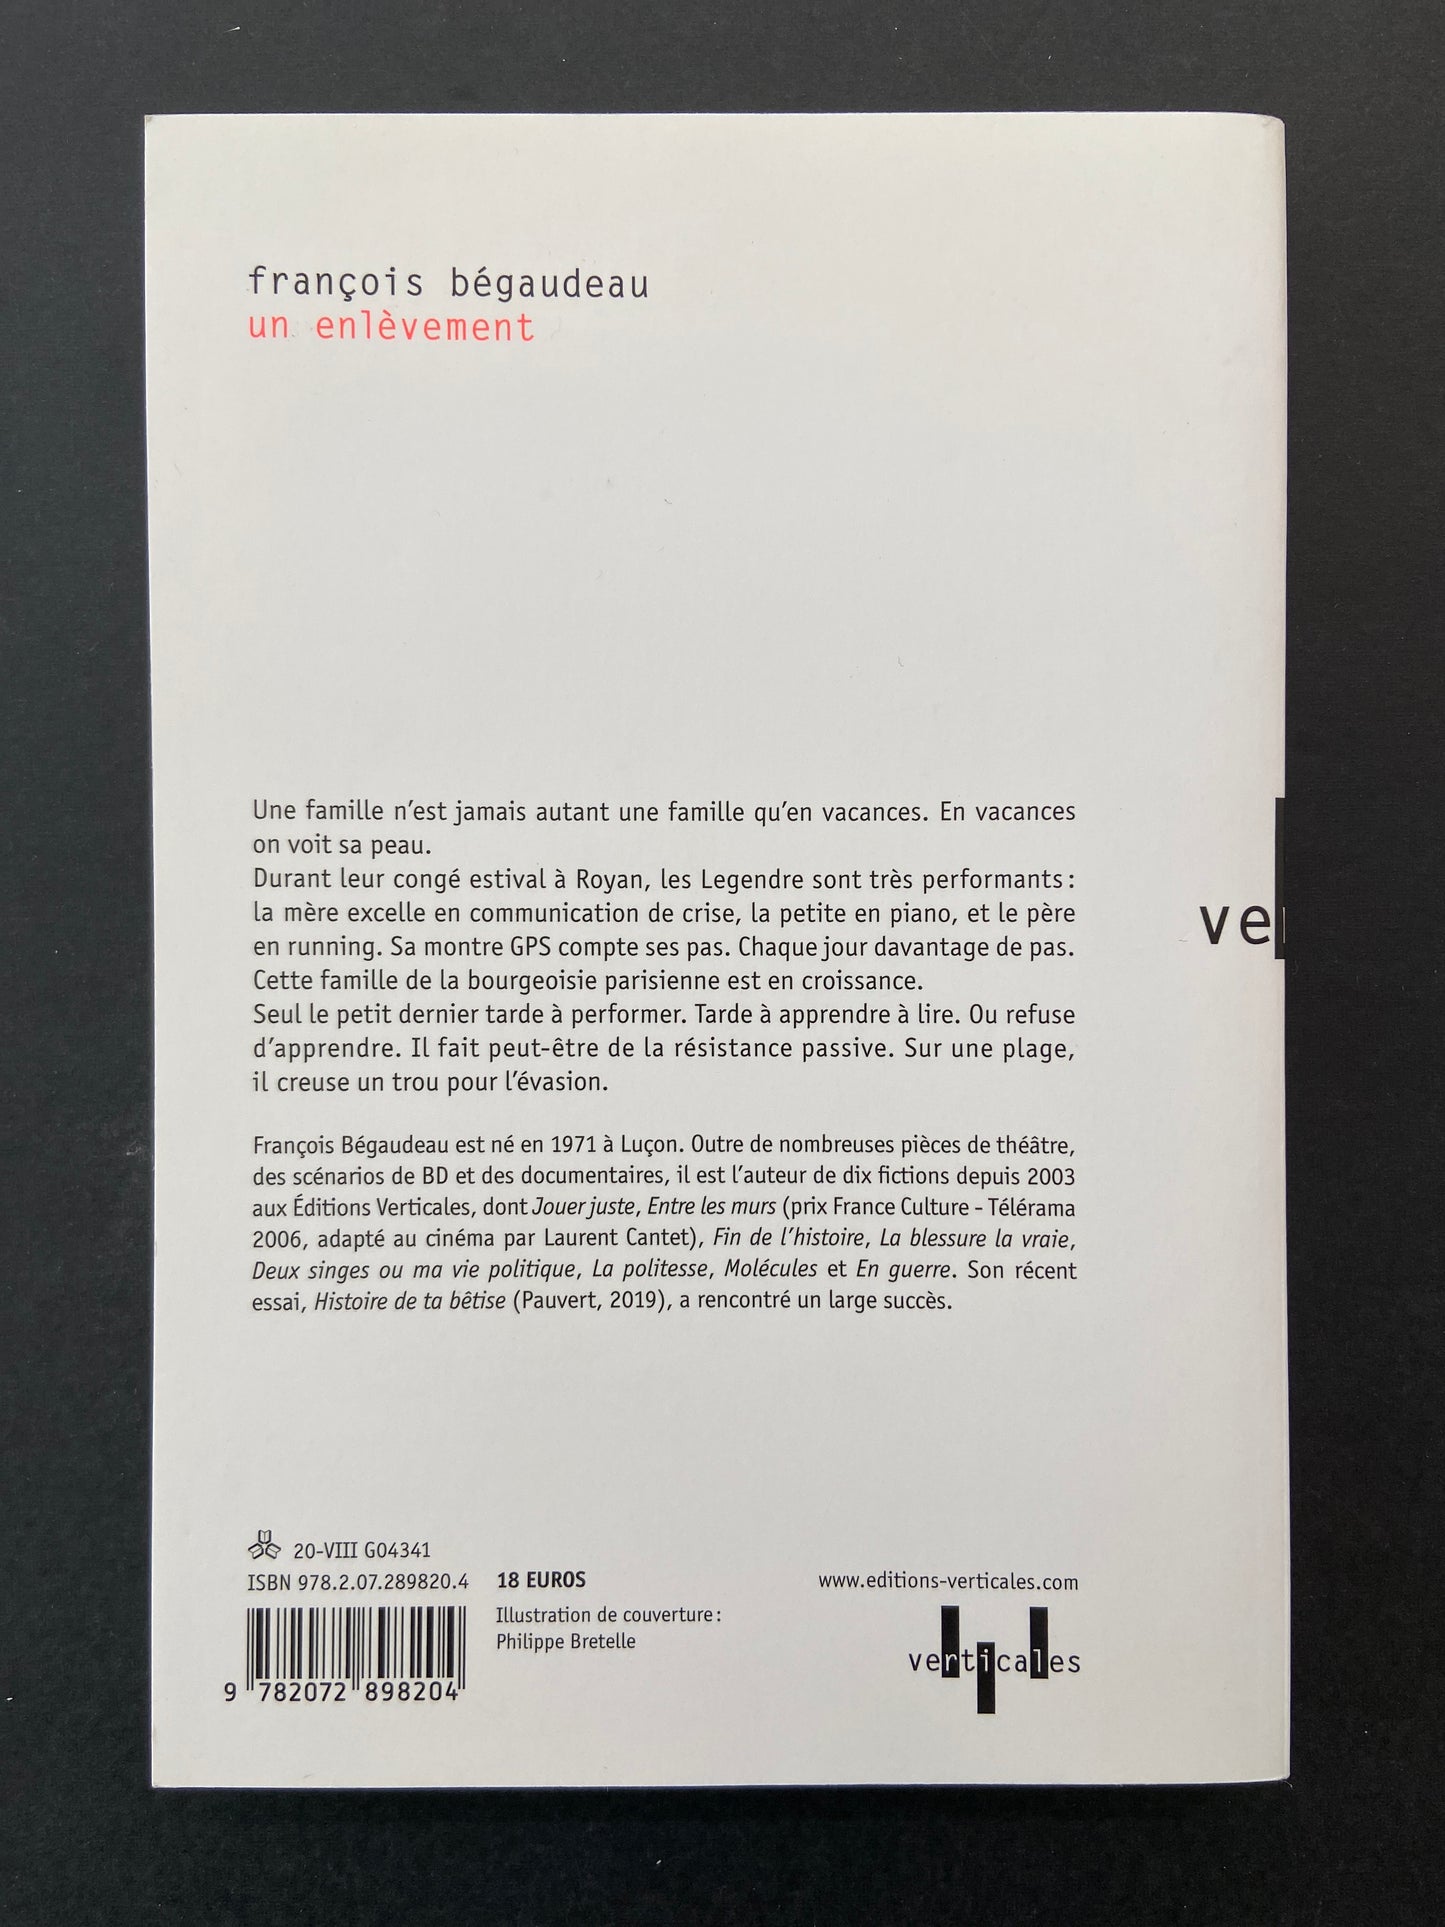 françois bégaudeau
un enlèvement
Une famille n'est jamais autant une famille qu'en vacances. En vacances
on voit sa peau.
Durant leur congé estival à Royan, les Legendre sont très performants :
la mère excelle en communication de crise, la petite en piano, et le père
en running. Sa montre GPS compte ses pas. Chaque jour davantage de pas.
Cette famille de la bourgeoisie parisienne est en croissance.
Seul le petit dernier tarde à performer. Tarde à apprendre à lire. Ou refuse
d'apprendre. Il fait peut-être de la résistance passive. Sur une plage,
il creuse un trou pour l'évasion.
ve
François Bégaudeau est né en 1971 à Luçon. Outre de nombreuses pièces de théâtre,
des scénarios de BD et des documentaires, il est l'auteur de dix fictions depuis 2003
aux Éditions Verticales, dont Jouer juste, Entre les murs (prix France Culture - Télérama
2006, adapté au cinéma par Laurent Cantet), Fin de l'histoire, La blessure la vraie,
Deux singes ou ma vie politique, La politesse, Molécules et En guerre. Son récent
essai, Histoire de ta bêtise (Pauvert, 2019), a rencontré un large succès.
20-VIII G04341
ISBN 978.2.07.289820.4 18 EUROS
Illustration de couverture :
Philippe Bretelle
9 782072 898204
www.editions-verticales.com
verticales